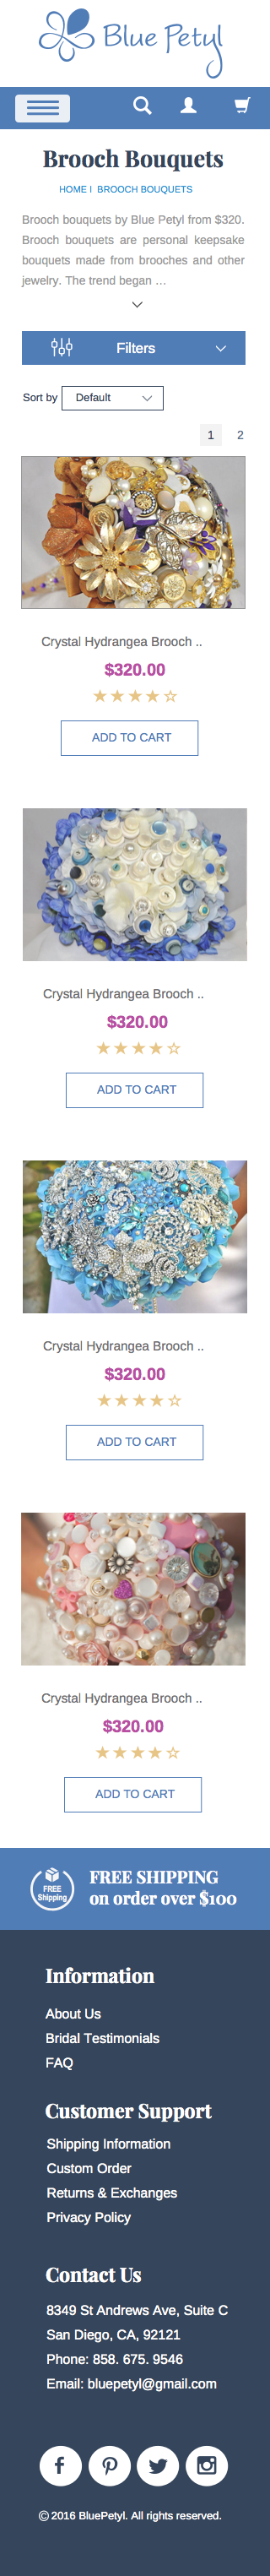 Blue Petyl
Brooch Bouquets
HOME I BROOCH BOUQUETS
Brooch bouquets by Blue Petyl from $320.
Brooch bouquets are personal keepsake
bouquets made from brooches and other
jewelry. The trend began ...
Filters
Sort by Default
1 2
Crystal Hydrangea Brooch ..
$320.00
ADD TO CART
Crystal Hydrangea Brooch ..
$320.00
ADD TO CART
Crystal Hydrangea Brooch ..
$320.00
ADD TO CART
Crystal Hydrangea Brooch ..
$320.00
ADD TO CART
FREE
Shipping
FREE SHIPPING
on order over $100
Information
About Us
Bridal Testimonials
FAQ
Customer Support
Shipping Information
Custom Order
Returns & Exchanges
Privacy Policy
Contact Us
8349 St Andrews Ave, Suite C
San Diego, CA, 92121
Phone: 858. 675. 9546
Email: bluepetyl@gmail.com
© 2016 BluePetyl. All rights reserved.